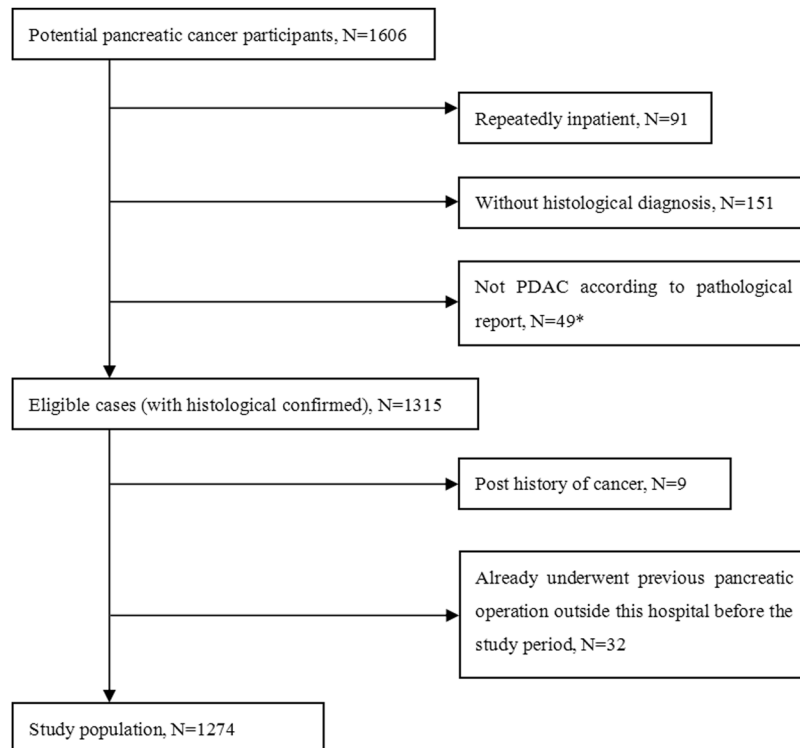 Potential pancreatic cancer participants, N=1606
Repeatedly inpatient, N=91
Without histological diagnosis, N=151
Not PDAC according to pathological
report, N=49*
Eligible cases (with histological confirmed), N=1315
Post history of cancer, N=9
Already underwent previous pancreatic
operation outside this hospital before the
study period, N=32
Study population, N=1274